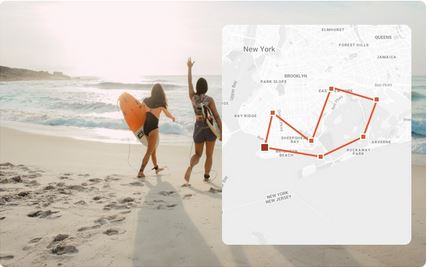 ELMHURST
QUEENS
FOREST HILLS
New York
JAMAICA
BROOKLYN
PARK SLOPE
BAY RIDGE
SHEEPSHEAD
BAY
BEACH
ARVERNE
ROCKAWAY
PARK
NEW YORK
NEW JERSEY